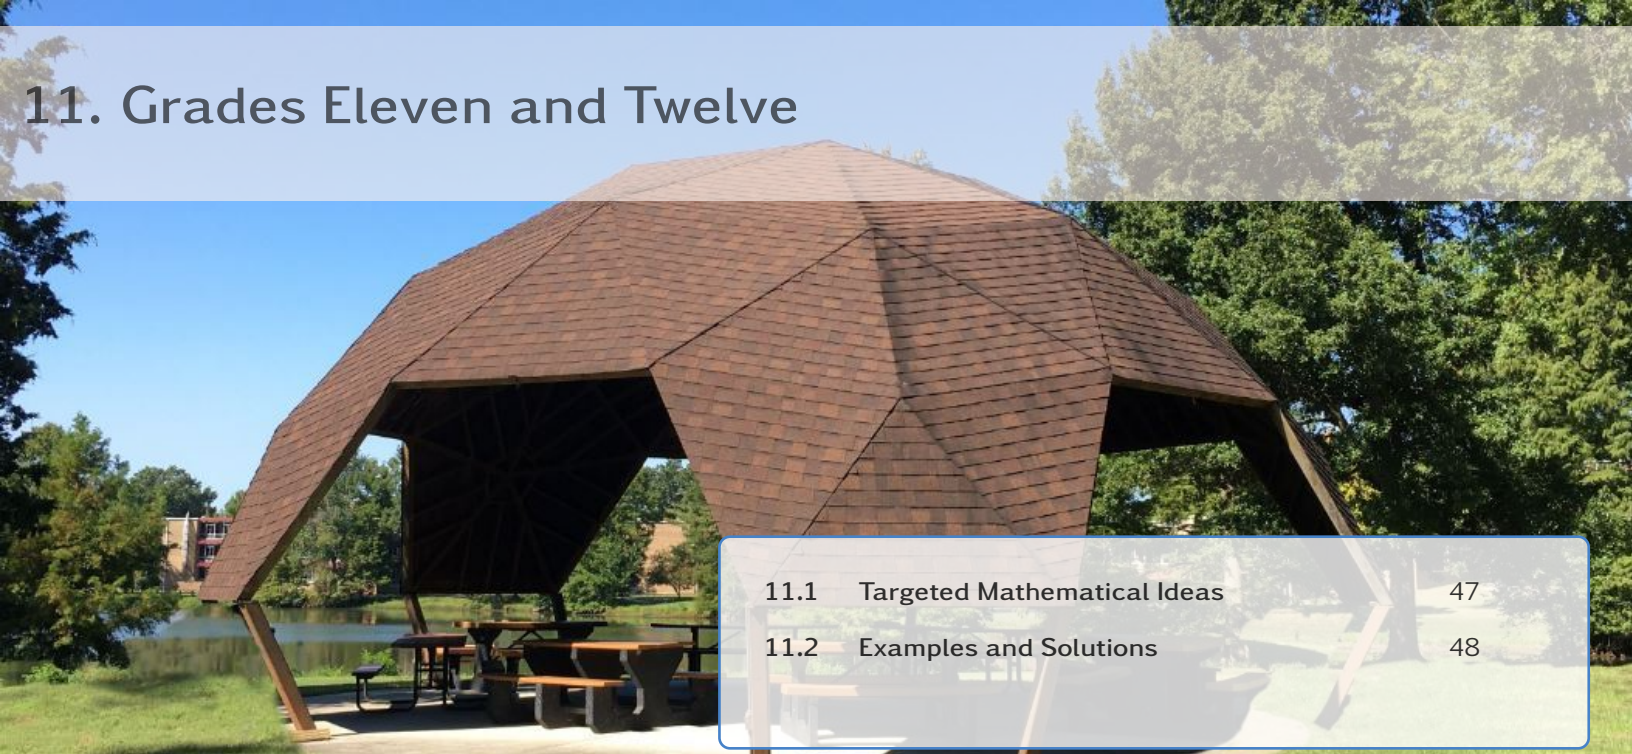 11. Grades Eleven and Twelve
11.1 Targeted Mathematical Ideas 47
11.2 Examples and Solutions 48